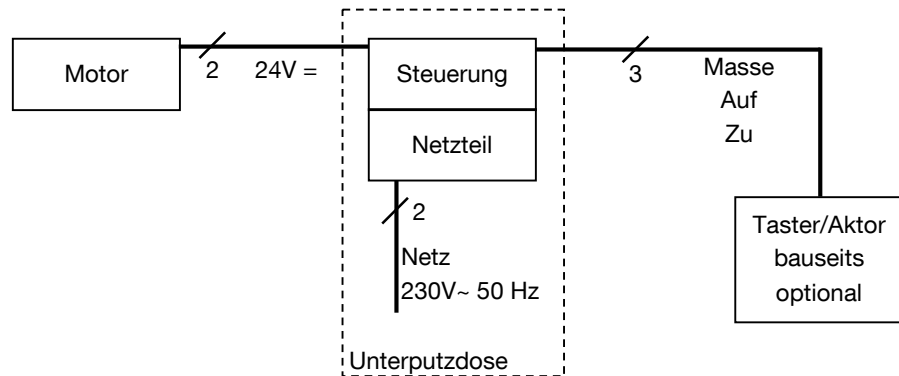 Motor
2
24V =
Steuerung
Netzteil
3
Masse
Auf
Zu
2
Netz
230V~ 50 Hz
Taster/Aktor
bauseits
optional
Unterputzdose